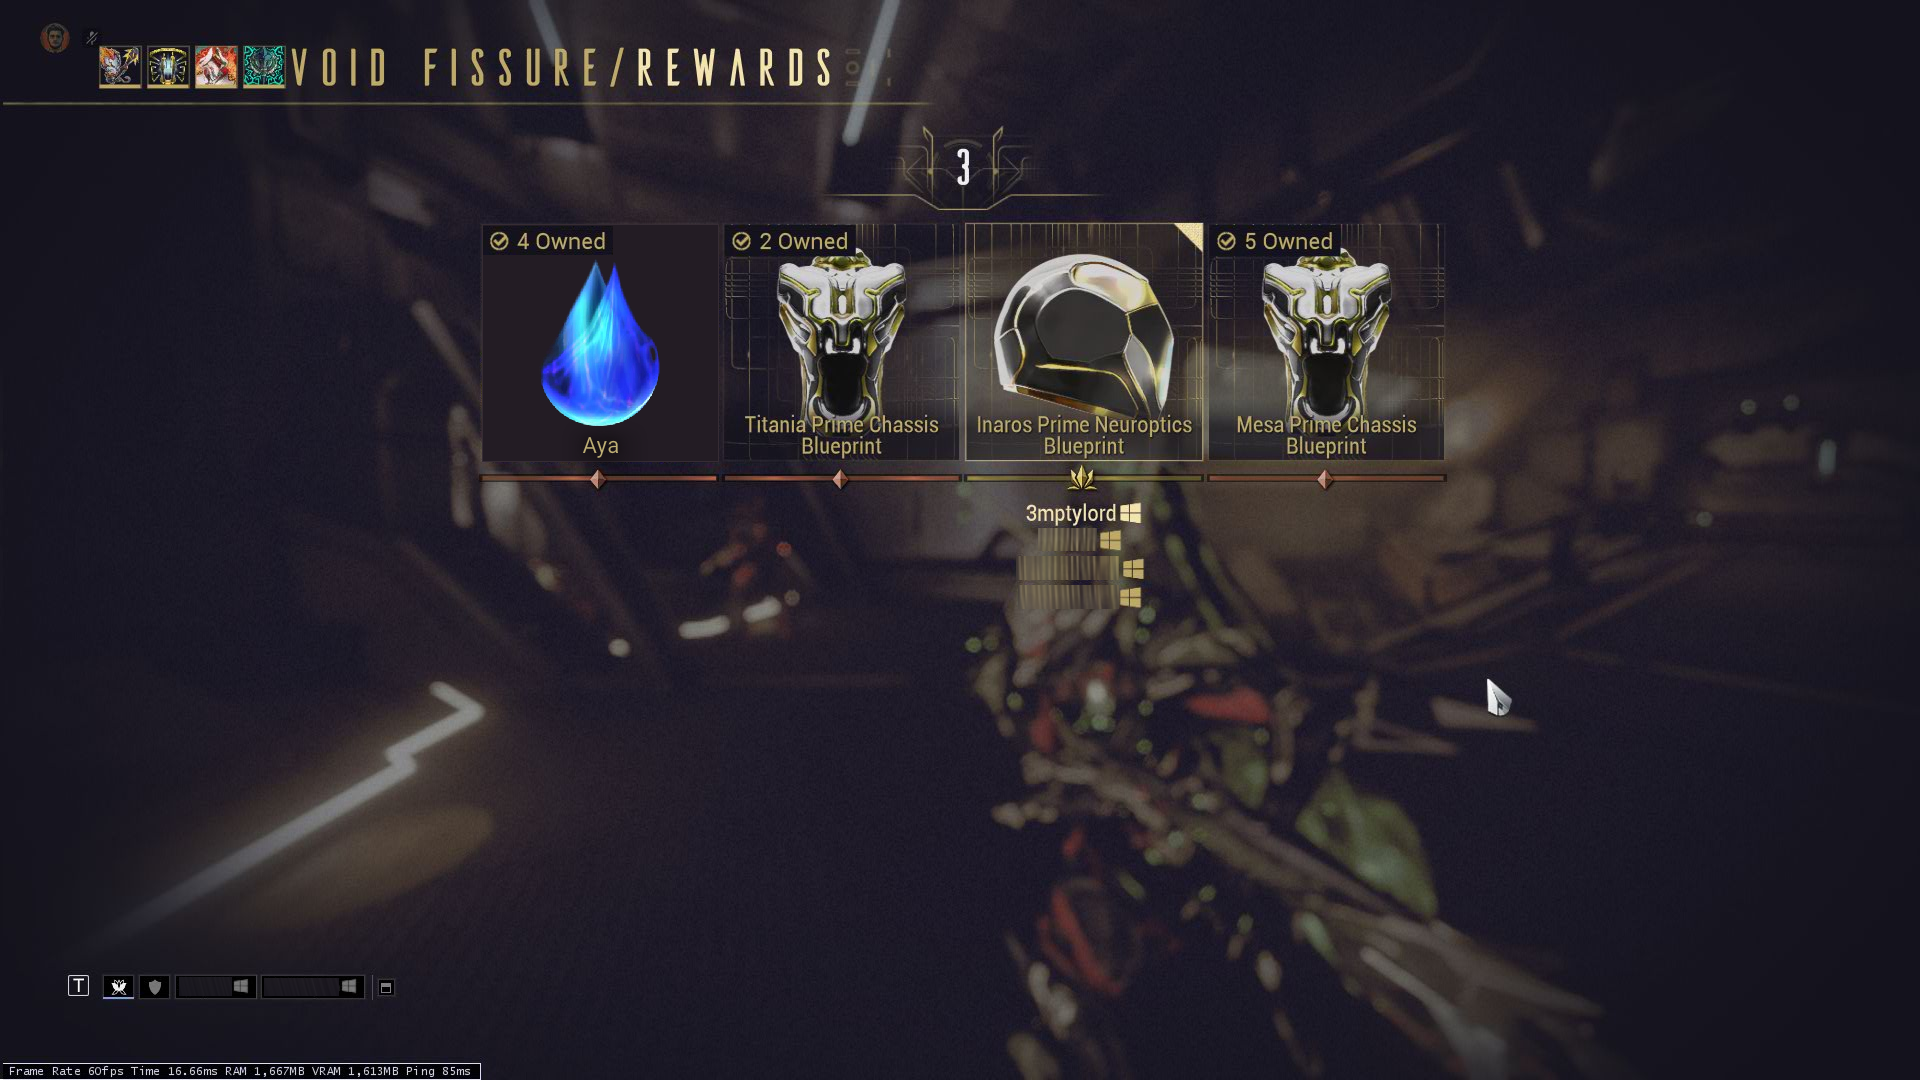 VOID FISSURE/REWARDS
3
4 Owned
2 Owned
5 Owned
Aya
Titania Prime Chassis
Blueprint
Inaros Prime Neuroptics
Blueprint
Mesa Prime Chassis
Blueprint
3mptylord
T
Frame Rate 60fps Time 16.66ms RAM 1,667MB VRAM 1,613MB Ping 85ms